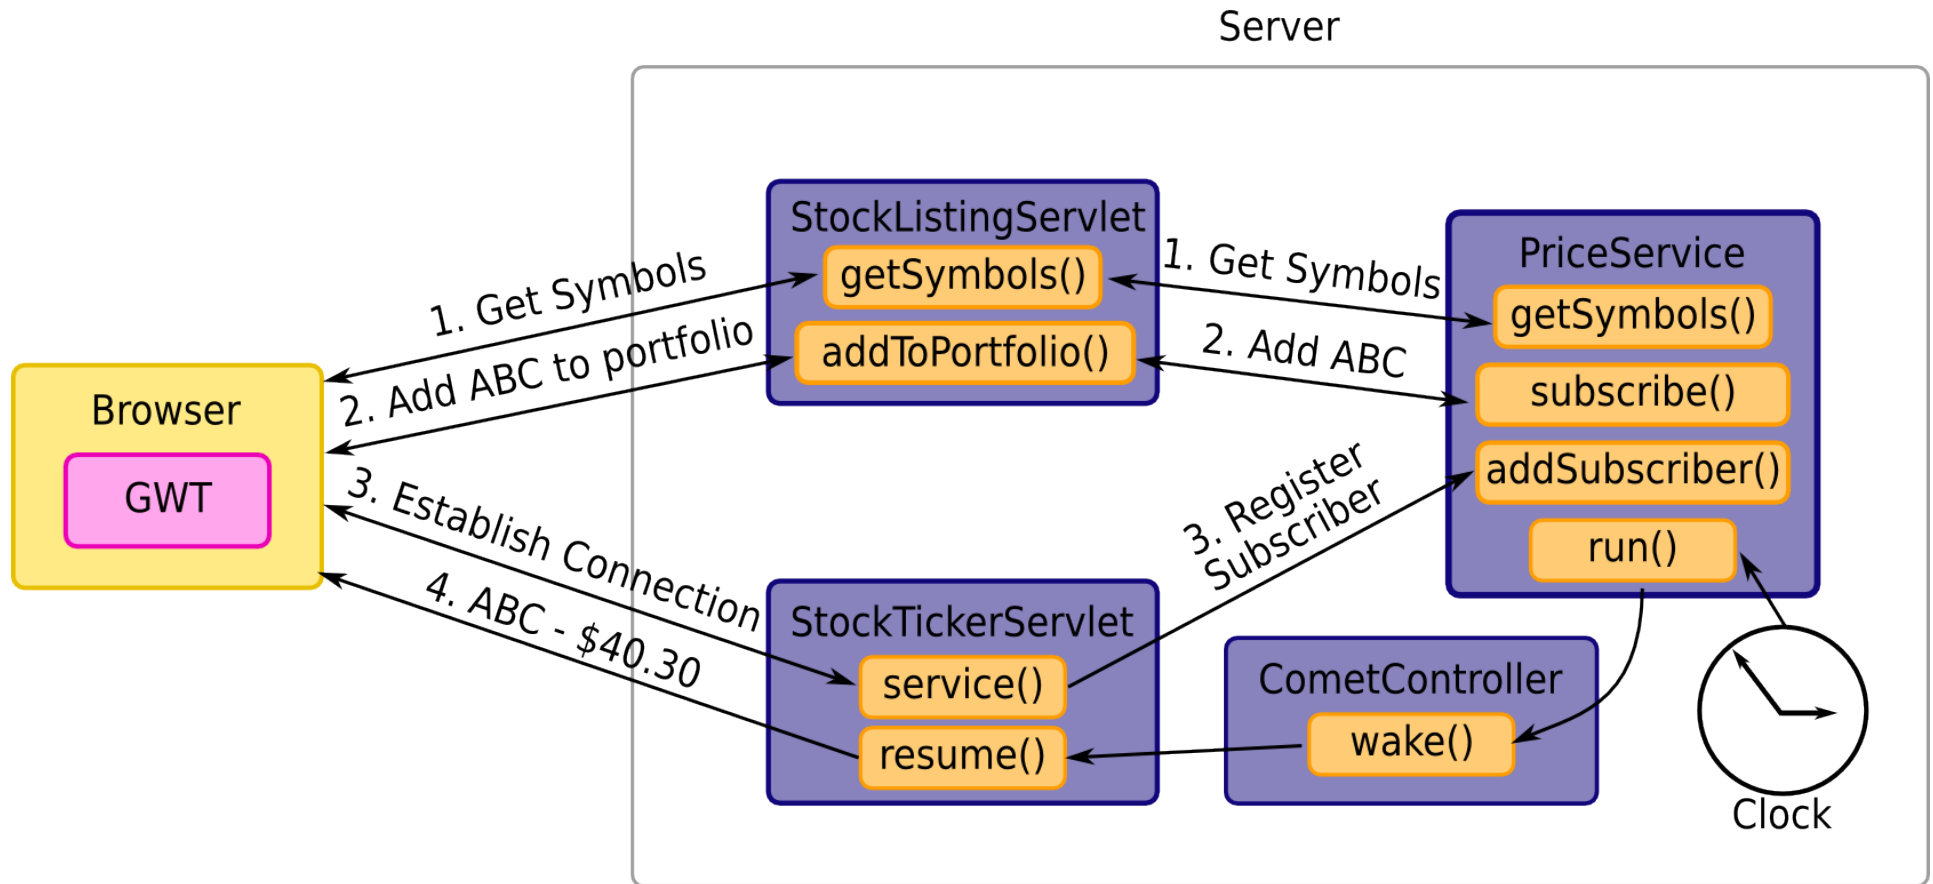 Server
StockListingServlet
getSymbols()
addToPortfolio()
1. Get Symbols
2. Add ABC to portfolio
1. Get Symbols
2. Add ABC
PriceService
getSymbols()
subscribe()
addSubscriber()
run()
Browser
GWT
3. Establish Connection
4. ABC - $40.30
3. Register
Subscriber
StockTickerServlet
service()
resume()
CometController
wake()
Clock